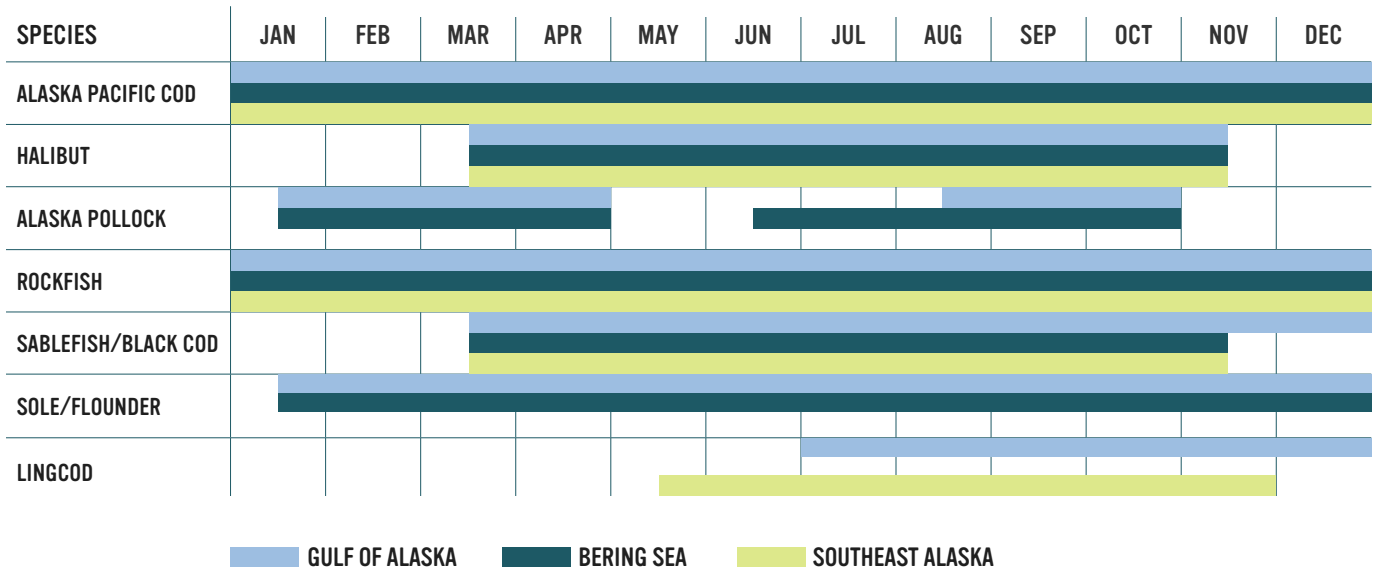 SPECIES JAN FEB MAR APR MAY JUN JUL AUG SEP OCT NOV DEC
ALASKA PACIFIC COD
HALIBUT
ALASKA POLLOCK
ROCKFISH
SABLEFISH/BLACK COD
SOLE/FLOUNDER
LINGCOD
GULF OF ALASKA BERING SEA SOUTHEAST ALASKA